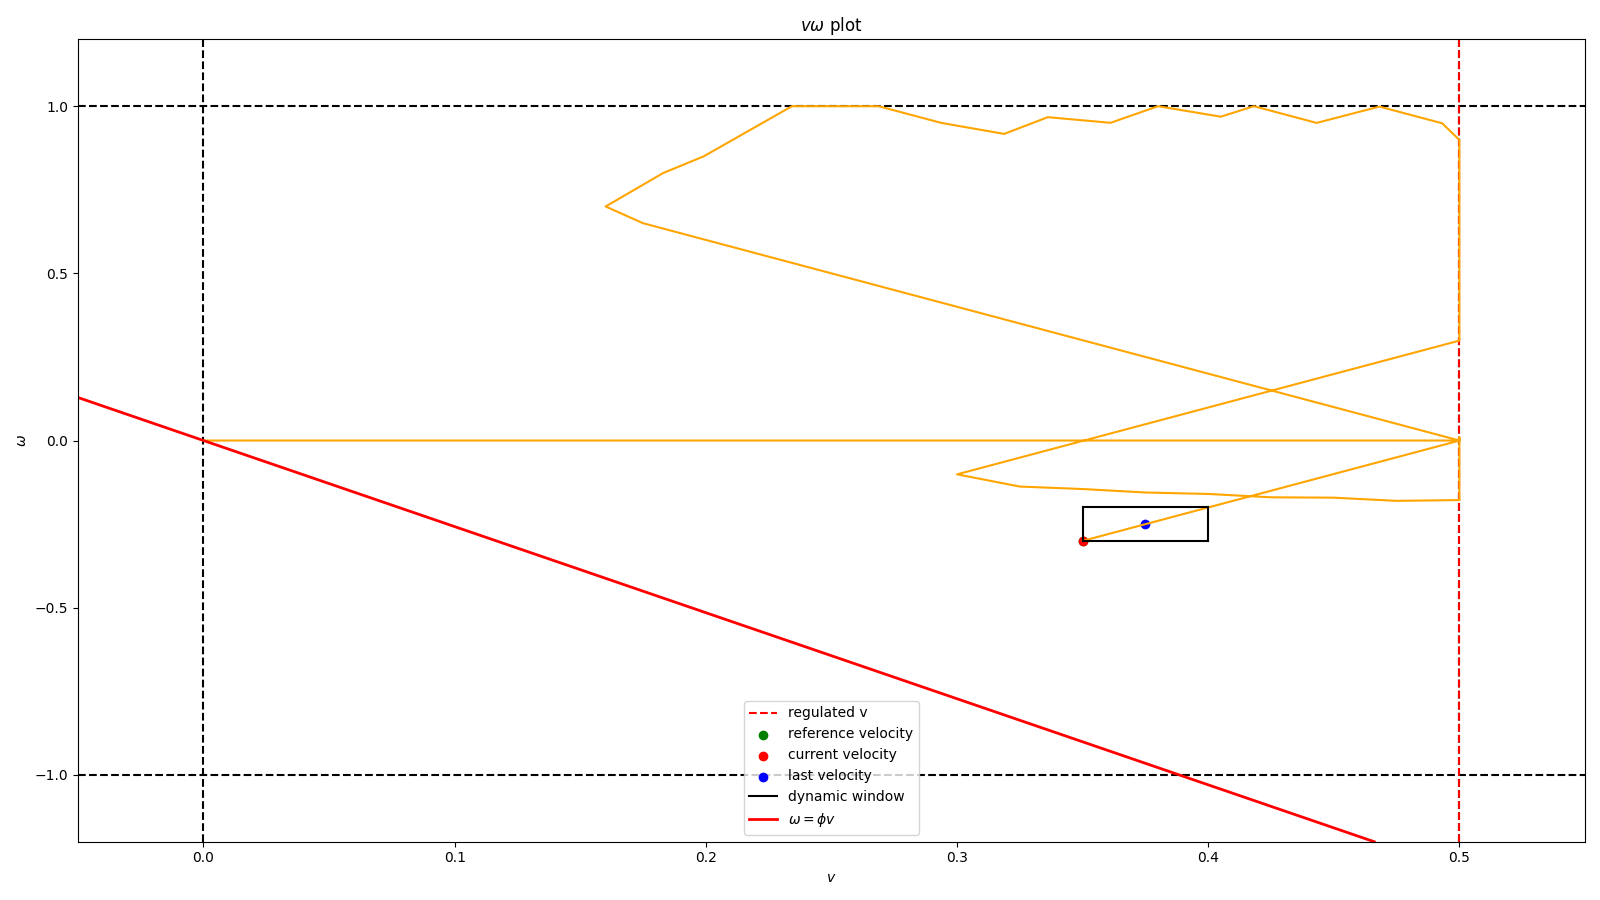 vω plot
1.0
0.5
0.0
−0.5
−1.0
ω
0.0 0.1 0.2 0.3 0.4 0.5
v
regulated v
reference velocity
current velocity
last velocity
dynamic window
ω = ϕv